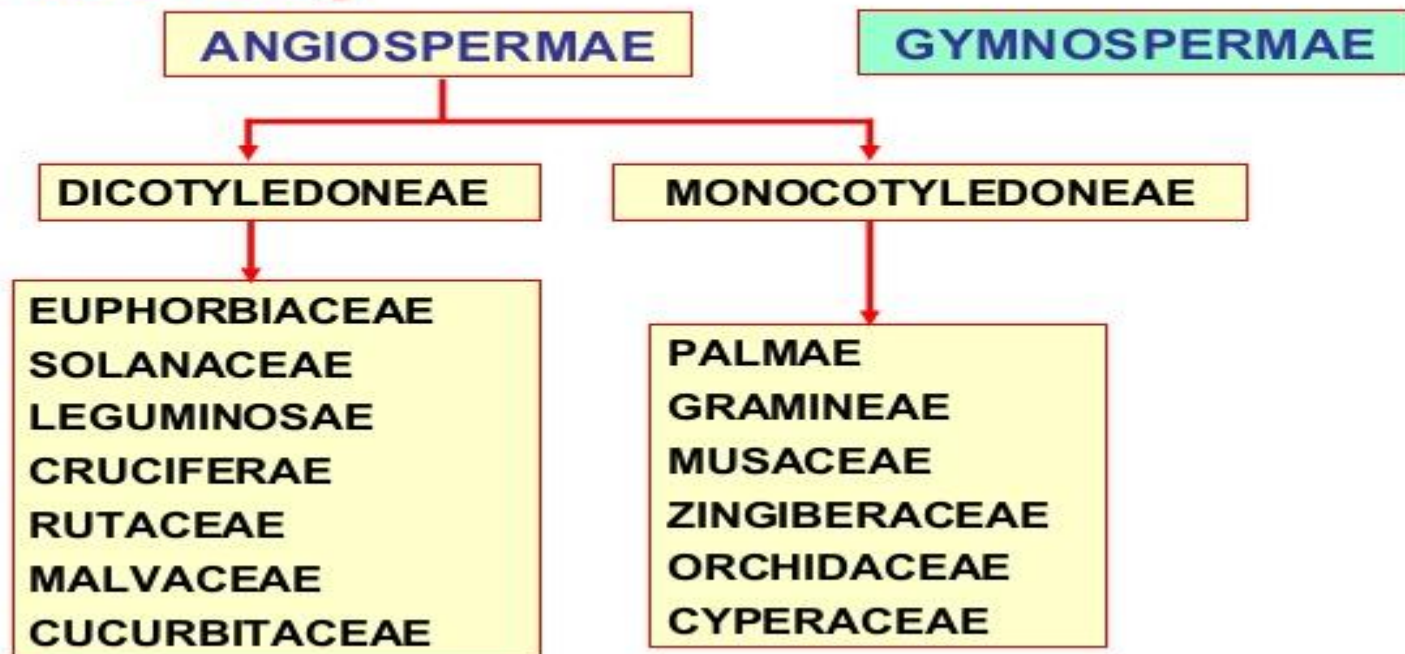 ANGIOSPERMAE
GYMNOSPERMAE
DICOTYLEDONEAE
MONOCOTYLEDONEAE
EUPHORBIACEAE
SOLANACEAE
LEGUMINOSAE
CRUCIFERAE
RUTACEAE
MALVACEAE
CUCURBITACEAE
PALMAE
GRAMINEAE
MUSACEAE
ZINGIBERACEAE
ORCHIDACEAE
CYPERACEAE